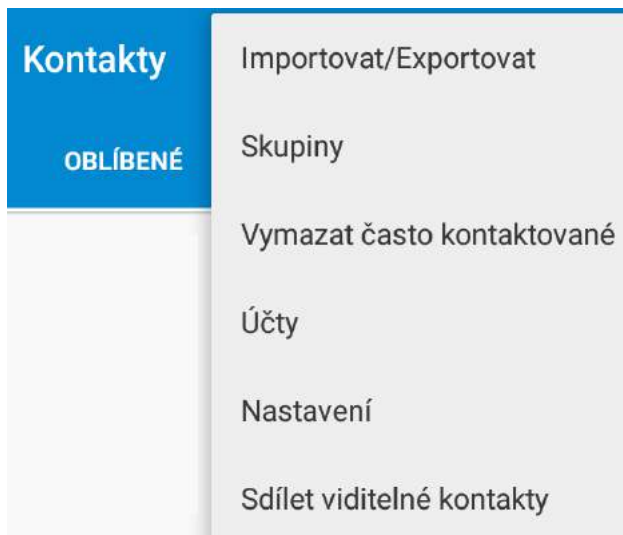 Kontakty
OBLÍBENÉ
Importovat/Exportovat
Skupiny
Vymazat často kontaktované
Účty
Nastavení
Sdílet viditelné kontakty